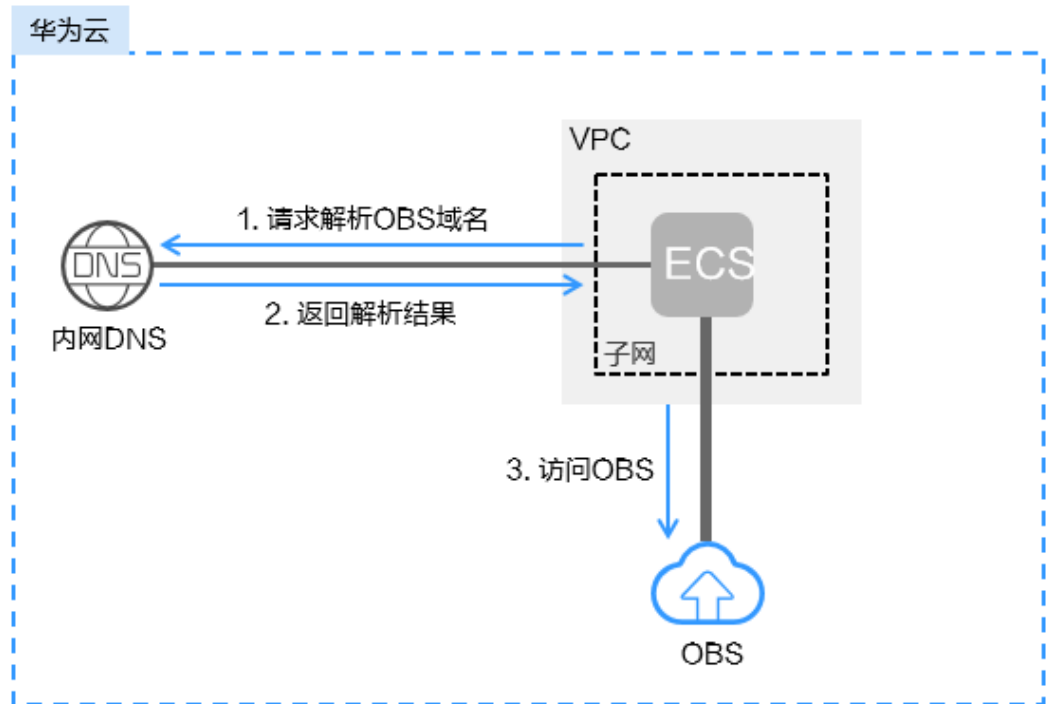 华为云
VPC
1. 请求解析OBS域名
DNS
ECS
2. 返回解析结果
内网DNS
子网
3. 访问OBS
OBS